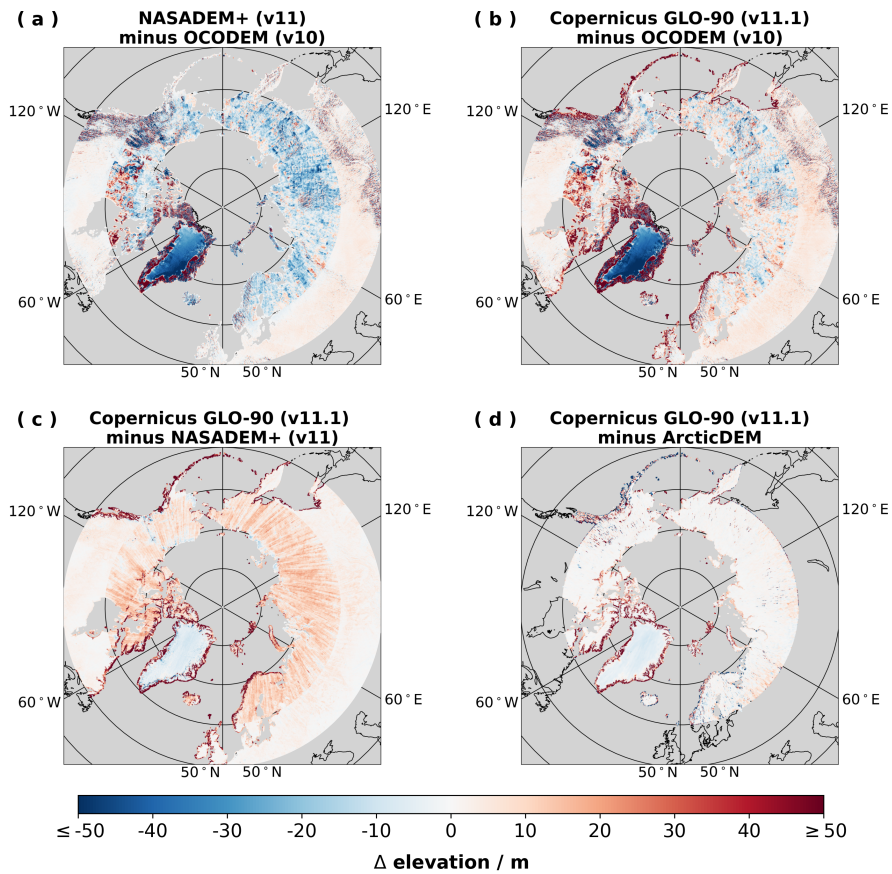 ( a ) NASADEM+ (v11)
minus OCODEM (v10)
( b ) Copernicus GLO-90 (v11.1)
minus OCODEM (v10)
120°W
120°E
120°W
120°E
60°W
60°E
60°W
60°E
50°N 50°N
50°N 50°N
( c ) Copernicus GLO-90 (v11.1)
minus NASADEM+ (v11)
( d ) Copernicus GLO-90 (v11.1)
minus ArcticDEM
120°W
120°E
120°W
120°E
60°W
60°E
60°W
60°E
50°N 50°N
50°N 50°N
≤ -50 -40 -30 -20 -10 0 10 20 30 40 ≥ 50
Δ elevation / m